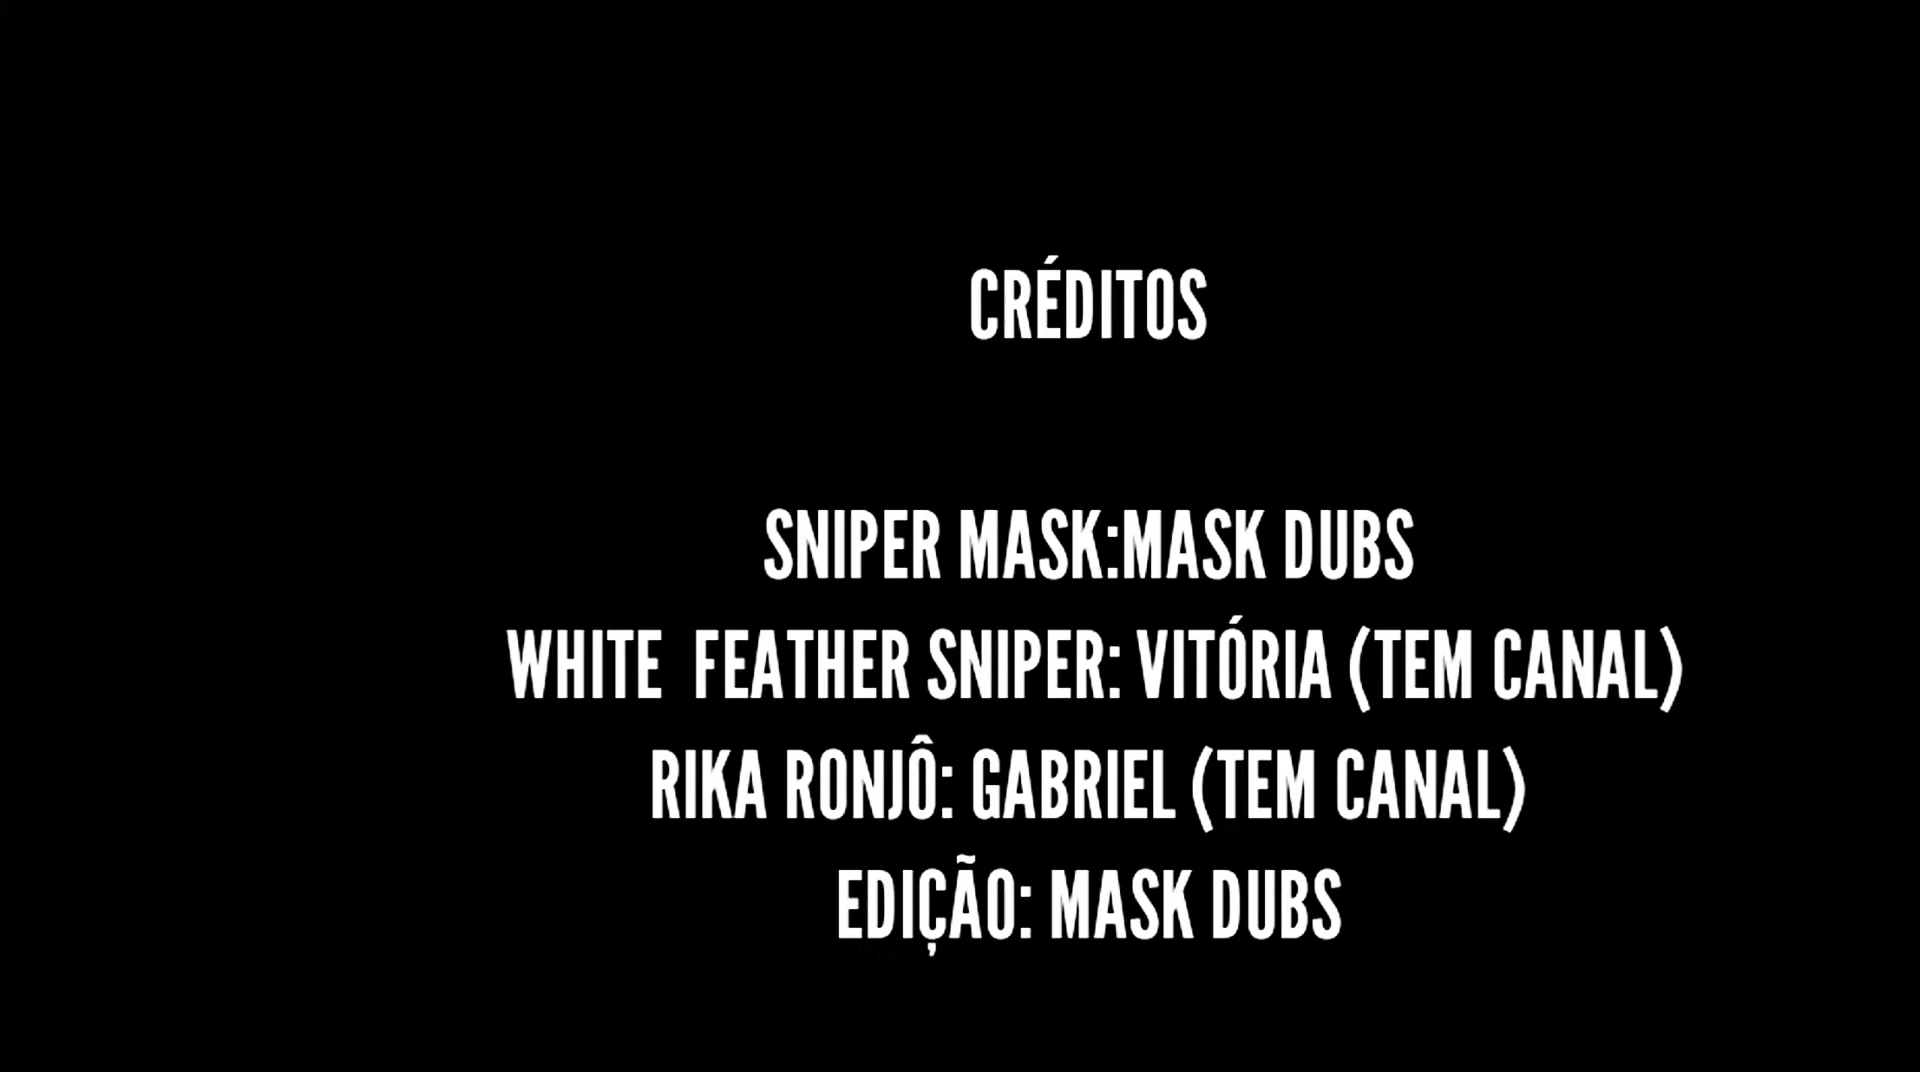 CRÉDITOS
SNIPER MASK:MASK DUBS
WHITE  FEATHER SNIPER: VITÓRIA (TEM CANAL)
RIKA RONJÔ: GABRIEL (TEM CANAL)
EDIÇÃO: MASK DUBS